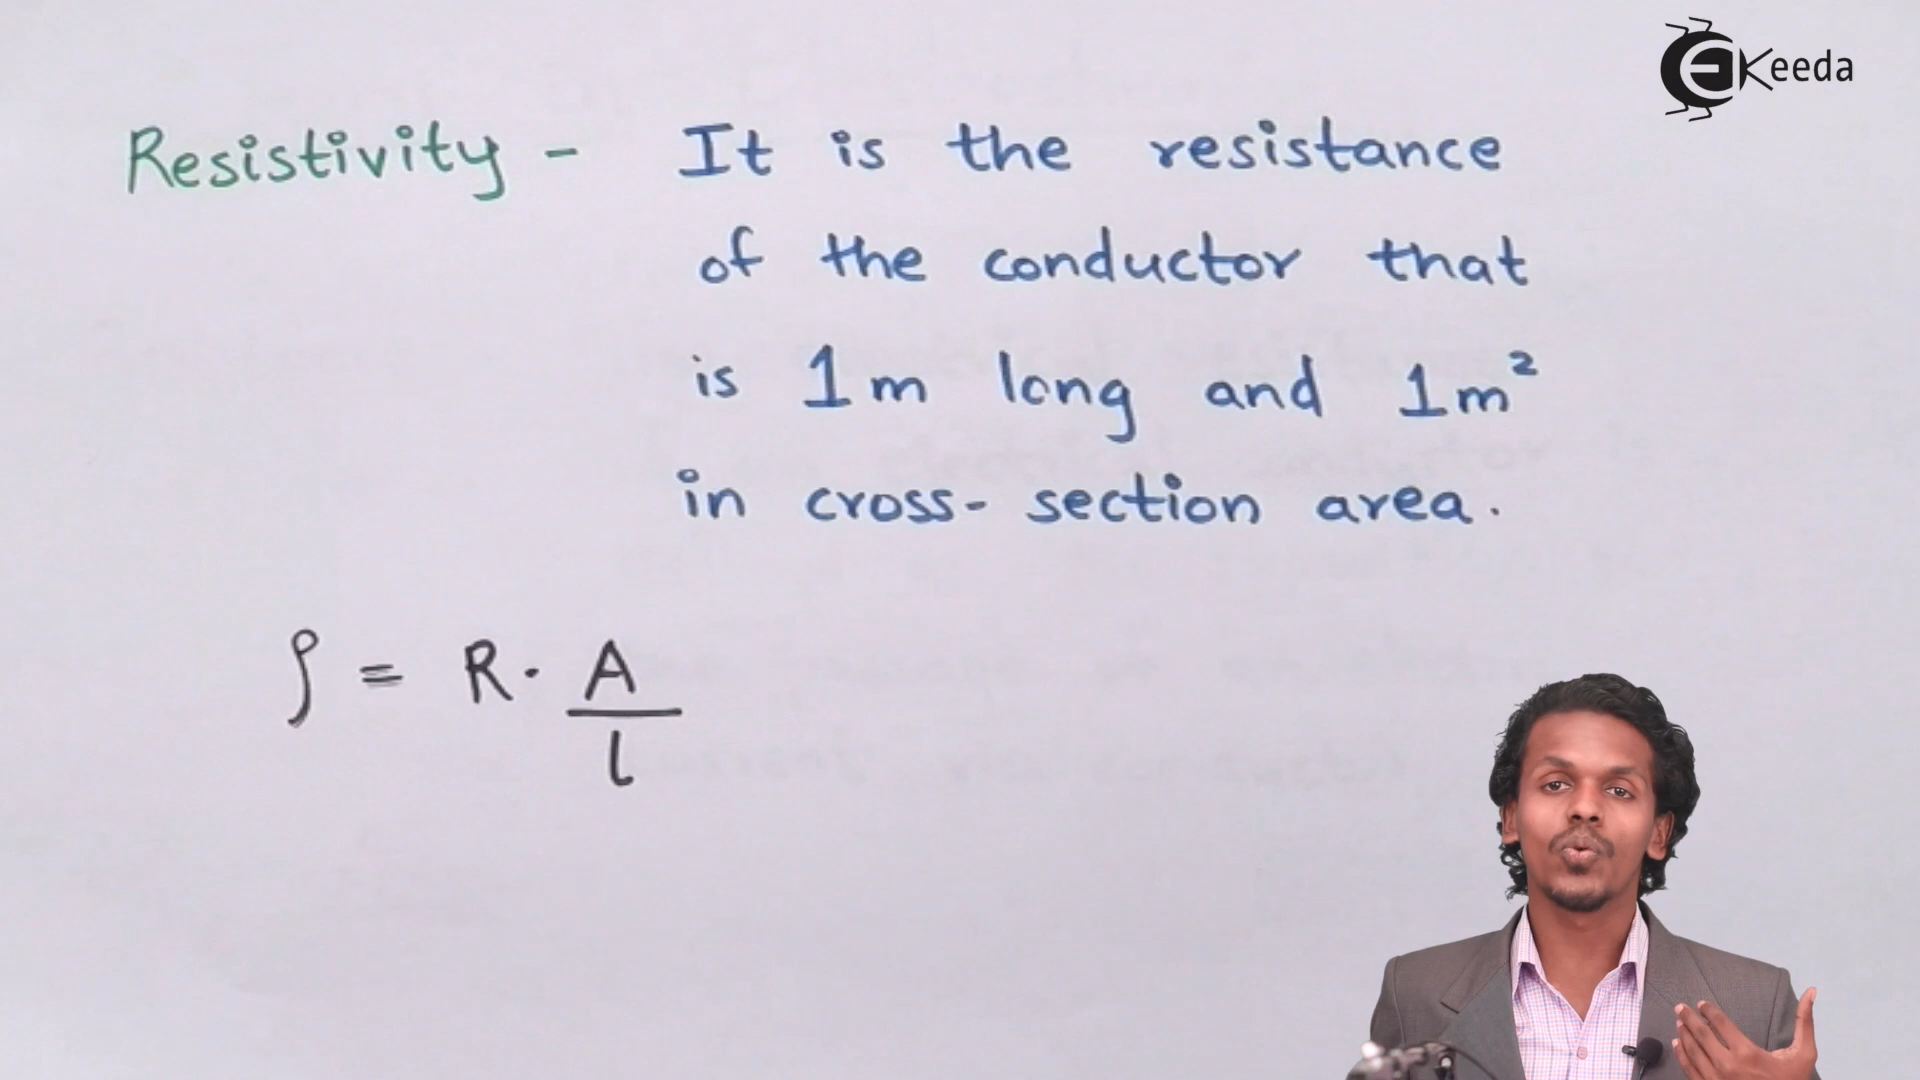 EKeeda
Resistivity - It is the resistance
of the conductor that
is 1m long and 1m²
in cross-section area.
ρ = R. A
l